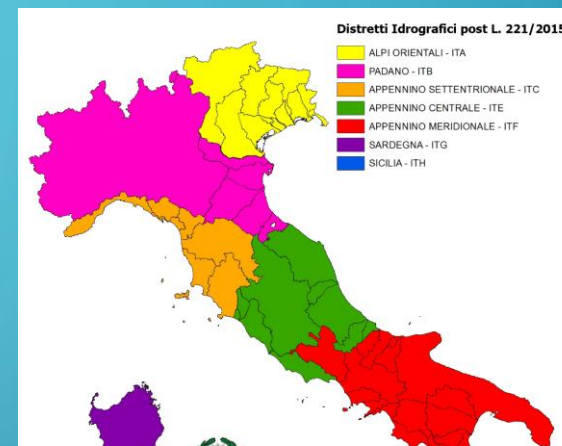 Distretti Idrografici post L. 221/2015
ALPI ORIENTALI - ITA
PADANO - ITB
APPENNINO SETTENTRIONALE - ITC
APPENNINO CENTRALE - ITE
APPENNINO MERIDIONALE - ITF
SARDEGNA - ITG
SICILIA - ITH